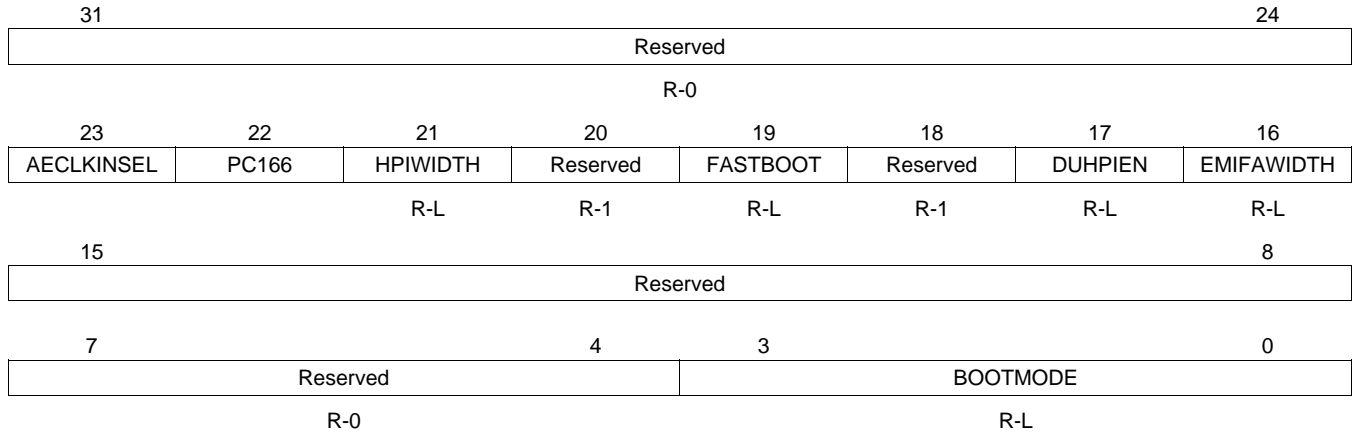 31 24
Reserved
R-0
23 22 21 20 19 18 17 16
AECLKINSEL PC166 HPIWIDTH Reserved FASTBOOT Reserved DUHPIEN EMIFAWIDTH
R-L R-1 R-L R-1 R-L R-L
15 8
Reserved
7 4 3 0
Reserved BOOTMODE
R-0 R-L